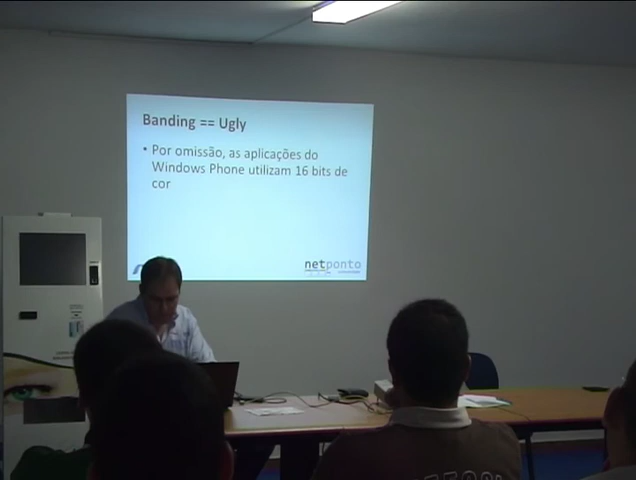 Banding == Ugly
• Por omissão, as aplicações do
Windows Phone utilizam 16 bits de
cor
netponto